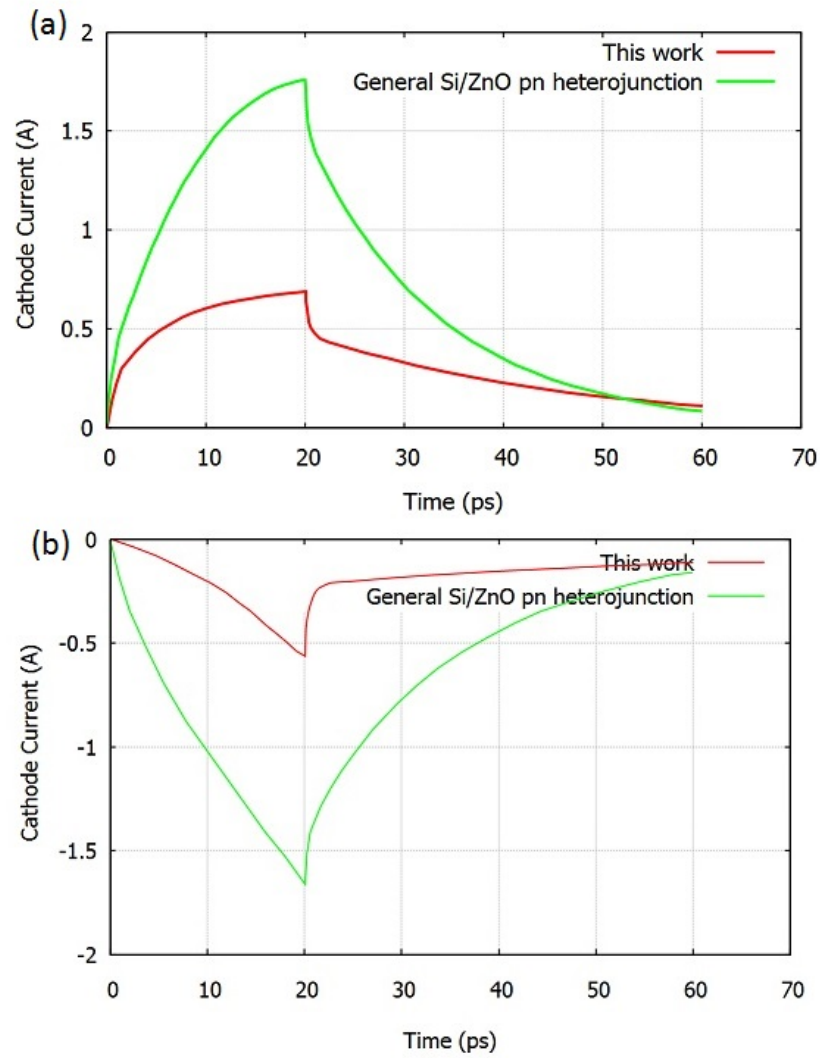 (a)
2
1.5
1
0.5
0
Cathode Current (A)
This work
General Si/ZnO pn heterojunction
0 10 20 30 40 50 60 70
Time (ps)
(b)
0
-0.5
-1
-1.5
-2
Cathode Current (A)
This work
General Si/ZnO pn heterojunction
0 10 20 30 40 50 60 70
Time (ps)